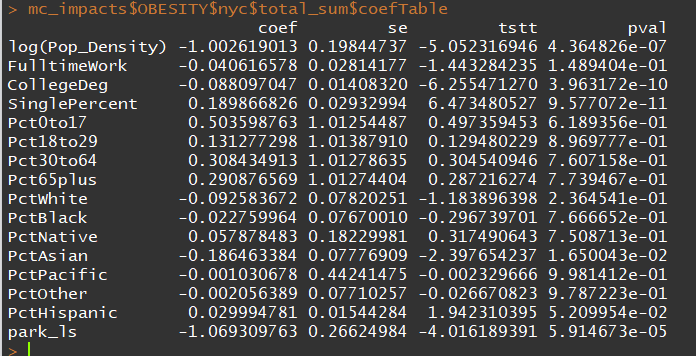 > mc_impacts$OBESITY$nyc$total_sum$coefTable
coef se tstt pval
log(Pop_Density) -1.002619013 0.19844737 -5.052316946 4.364826e-07
FulltimeWork -0.040616578 0.02814177 -1.443284235 1.489404e-01
CollegeDeg -0.088097047 0.01408320 -6.255471270 3.963172e-10
SinglePercent 0.189866826 0.02932994 6.473480527 9.577072e-11
Pct0to17 0.503598763 1.01254487 0.497359453 6.189356e-01
Pct18to29 0.131277298 1.01387910 0.129480229 8.969777e-01
Pct30to64 0.308434913 1.01278635 0.304540946 7.607158e-01
Pct65plus 0.290876569 1.01274404 0.287216274 7.739467e-01
PctWhite -0.092583672 0.07820251 -1.183896398 2.364541e-01
PctBlack -0.022759964 0.07670010 -0.296739701 7.666652e-01
PctNative 0.057878483 0.18229981 0.317490643 7.508713e-01
PctAsian -0.186463384 0.07776909 -2.397654237 1.650043e-02
PctPacific -0.001030678 0.44241475 -0.002329666 9.981412e-01
PctOther -0.002056389 0.07710257 -0.026670823 9.787223e-01
PctHispanic 0.029994781 0.01544284 1.942310395 5.209954e-02
park_ls -1.069309763 0.26624984 -4.016189391 5.914673e-05
>